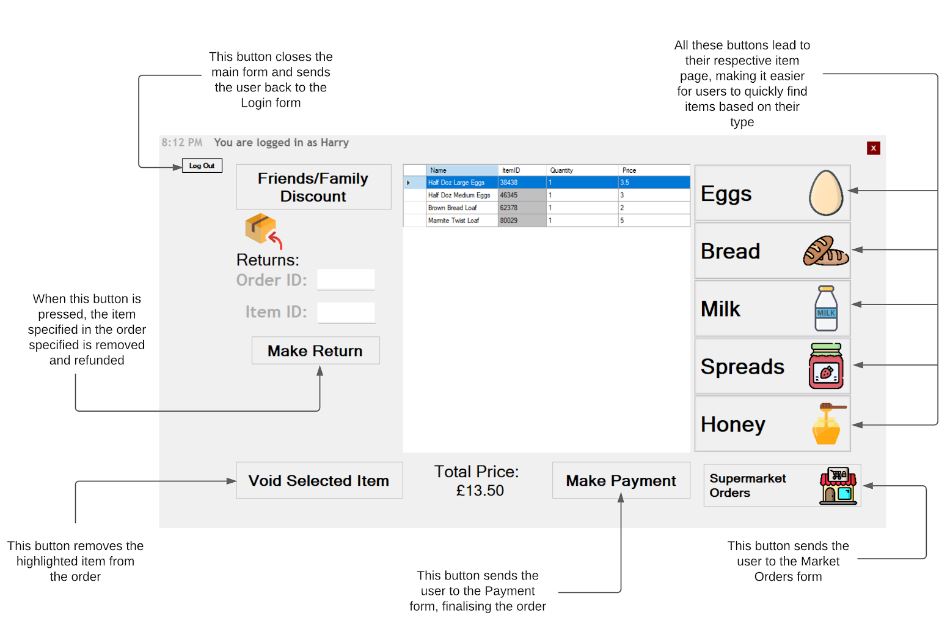 This button closes the
main form and sends
the user back to the
Login form
All these buttons lead to
their respective item
page, making it easier
for users to quickly find
items based on their
type
8:12 PM You are logged in as Harry
x
Log Out
Friends/Family
Discount
Name ItemID Quantity Price
Half Doz Large Eggs 38438 1 3.5
Half Doz Medium Eggs 46345 1 3
Brown Bread Loaf 62378 1 2
Marmite Twist Loaf 80029 1 5
Eggs
Bread
Milk
MILK
Spreads
Honey
Returns:
Order ID:
Item ID:
Make Return
When this button is
pressed, the item
specified in the order
specified is removed
and refunded
Void Selected Item
Total Price:
£13.50
Make Payment
Supermarket
Orders
This button removes the
highlighted item from
the order
This button sends the
user to the Payment
form, finalising the order
This button sends the
user to the Market
Orders form